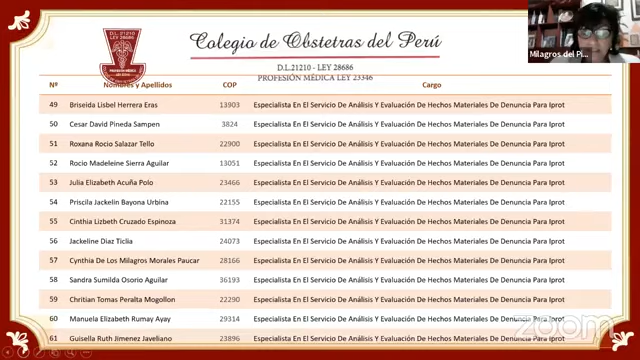 Colegio de Obstetras del Perú
D.L.21210 - LEY 28686
PROFESIÓN MÉDICA LEY 23346
D.L. 21210
LEY 28686
Milagros del Pi...
Nº Nombres y Apellidos COP Cargo
49 Briseida Lisbel Herrera Eras 13903 Especialista En El Servicio De Análisis Y Evaluación De Hechos Materiales De Denuncia Para Iprot
50 Cesar David Pineda Sampen 3824 Especialista En El Servicio De Análisis Y Evaluación De Hechos Materiales De Denuncia Para Iprot
51 Roxana Rocio Salazar Tello 22900 Especialista En El Servicio De Análisis Y Evaluación De Hechos Materiales De Denuncia Para Iprot
52 Rocio Madeleine Sierra Aguilar 13051 Especialista En El Servicio De Análisis Y Evaluación De Hechos Materiales De Denuncia Para Iprot
53 Julia Elizabeth Acuña Polo 23466 Especialista En El Servicio De Análisis Y Evaluación De Hechos Materiales De Denuncia Para Iprot
54 Priscila Jackelin Bayona Urbina 22155 Especialista En El Servicio De Análisis Y Evaluación De Hechos Materiales De Denuncia Para Iprot
55 Cinthia Lizbeth Cruzado Espinoza 31374 Especialista En El Servicio De Análisis Y Evaluación De Hechos Materiales De Denuncia Para Iprot
56 Jackeline Diaz Ticlia 24073 Especialista En El Servicio De Análisis Y Evaluación De Hechos Materiales De Denuncia Para Iprot
57 Cynthia De Los Milagros Morales Paucar 28166 Especialista En El Servicio De Análisis Y Evaluación De Hechos Materiales De Denuncia Para Iprot
58 Sandra Sumilda Osorio Aguilar 36193 Especialista En El Servicio De Análisis Y Evaluación De Hechos Materiales De Denuncia Para Iprot
59 Chritian Tomas Peralta Mogollon 22290 Especialista En El Servicio De Análisis Y Evaluación De Hechos Materiales De Denuncia Para Iprot
60 Manuela Elizabeth Rumay Ayay 29314 Especialista En El Servicio De Análisis Y Evaluación De Hechos Materiales De Denuncia Para Iprot
61 Guisella Ruth Jimenez Javeliano 23896 Especialista En El Servicio De Análisis Y Evaluación De Hechos Materiales De Denuncia Para Iprot
zoom